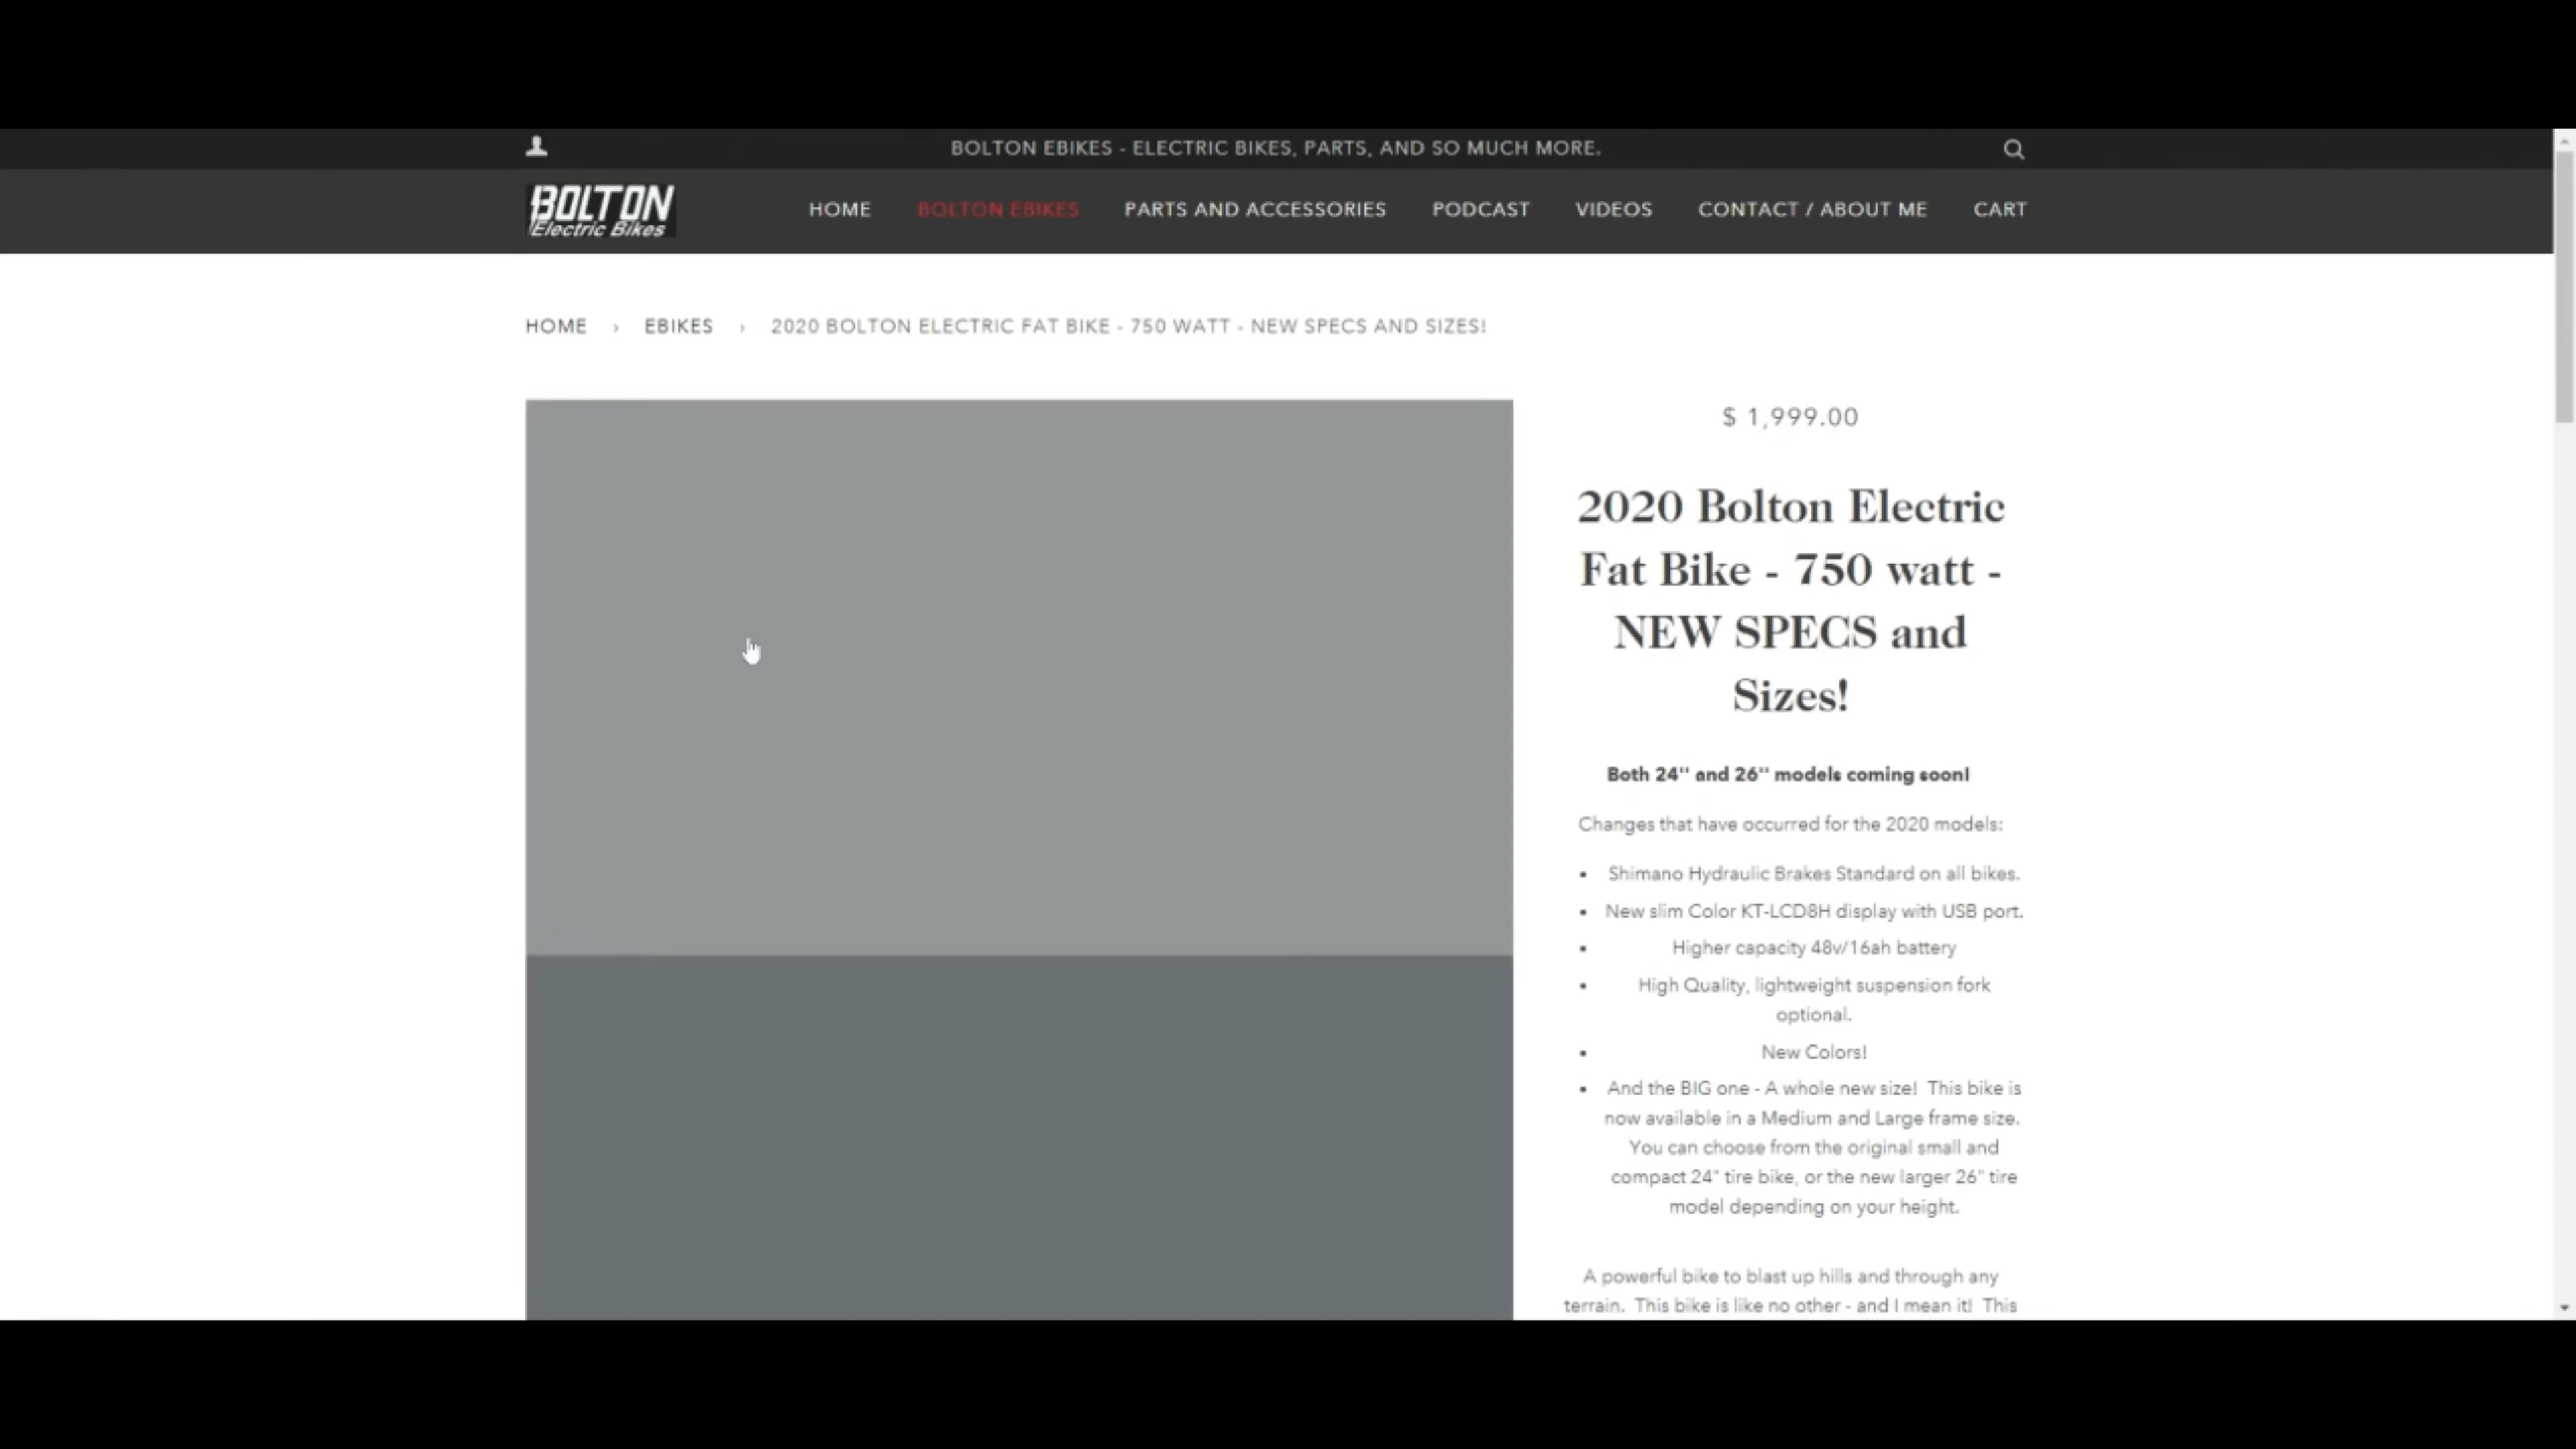 BOLTON EBIKES - ELECTRIC BIKES, PARTS, AND SO MUCH MORE.
BOLTON
Electric Bikes
HOME BOLTON EBIKES PARTS AND ACCESSORIES PODCAST VIDEOS CONTACT / ABOUT ME CART
HOME › EBIKES › 2020 BOLTON ELECTRIC FAT BIKE - 750 WATT - NEW SPECS AND SIZES!
$ 1,999.00
2020 Bolton Electric
Fat Bike - 750 watt -
NEW SPECS and
Sizes!
Both 24'' and 26'' models coming soon!
Changes that have occurred for the 2020 models:
• Shimano Hydraulic Brakes Standard on all bikes.
• New slim Color KT-LCD8H display with USB port.
• Higher capacity 48v/16ah battery
• High Quality, lightweight suspension fork
optional.
• New Colors!
• And the BIG one - A whole new size! This bike is
now available in a Medium and Large frame size.
You can choose from the original small and
compact 24" tire bike, or the new larger 26" tire
model depending on your height.
A powerful bike to blast up hills and through any
terrain. This bike is like no other - and I mean it! This